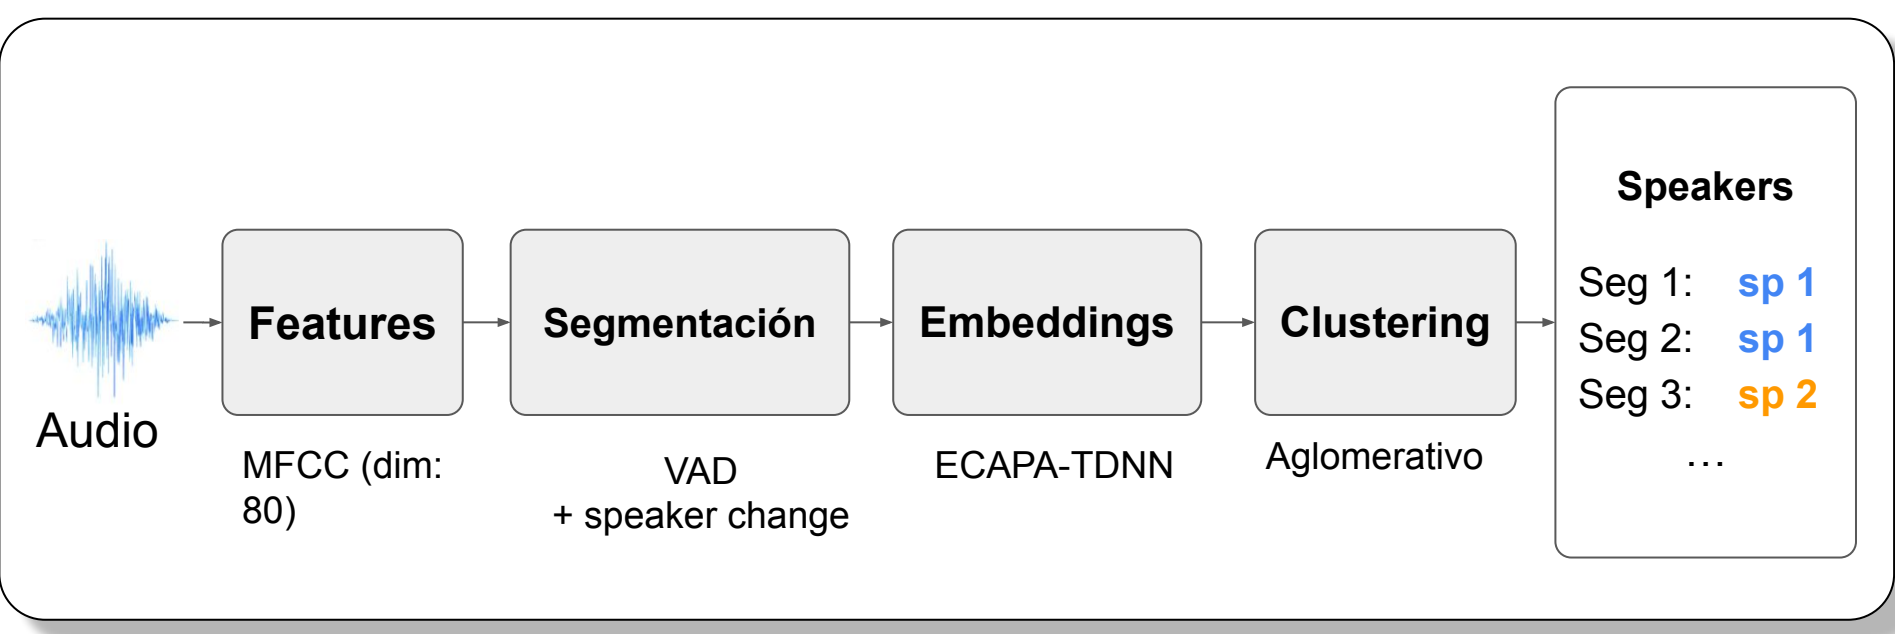 Audio
Features
MFCC (dim:
80)
Segmentación
VAD
+ speaker change
Embeddings
ECAPA-TDNN
Clustering
Aglomerativo
Speakers
Seg 1: sp 1
Seg 2: sp 1
Seg 3: sp 2
...